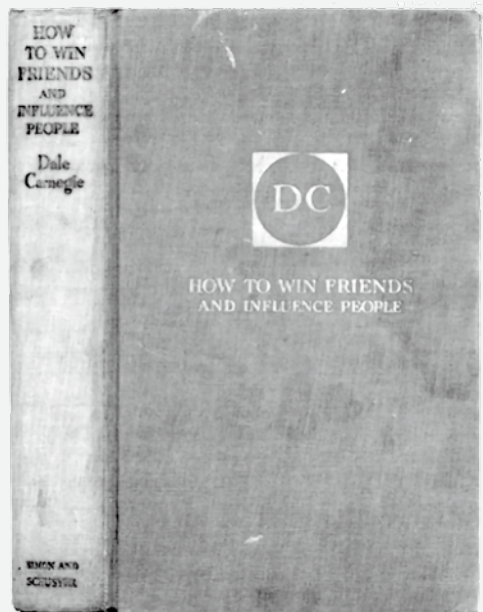 HOW
TO WIN
FRIENDS
AND
INFLUENCE
PEOPLE
Dale
Carnegie
SIMON AND
SCHUSTER
DC
HOW TO WIN FRIENDS
AND INFLUENCE PEOPLE